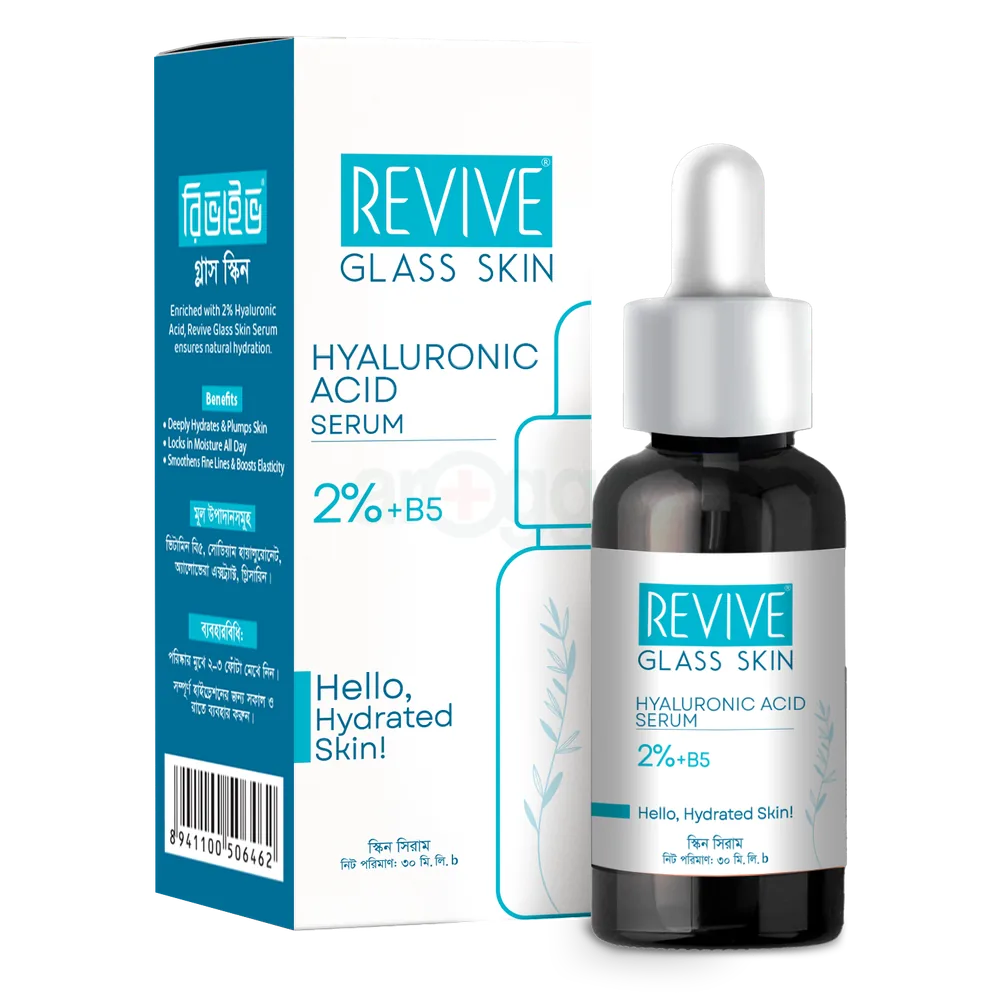 রিভাইভ
গ্লাস স্কিন
Enriched with 2% Hyaluronic
Acid, Revive Glass Skin Serum
ensures natural hydration.
Benefits
• Deeply Hydrates & Plumps Skin
• Locks in Moisture All Day
• Smoothens Fine Lines & Boosts Elasticity
মূল উপাদানসমূহ
ভিটামিন বি৫, সোডিয়াম হায়ালুরোনেট,
অ্যালোভেরা এক্সট্র্যাক্ট, গ্লিসারিন।
ব্যবহারবিধি:
পরিষ্কার মুখে ২-৩ ফোঁটা মেখে নিন।
সম্পূর্ণ হাইড্রেশনের জন্য সকাল ও
রাতে ব্যবহার করুন।
8 941100 506462
REVIVE®
GLASS SKIN
HYALURONIC
ACID
SERUM
2%+B5
arogga
Hello,
Hydrated
Skin!
স্কিন সিরাম
নিট পরিমাণ: ৩০ মি. লি. b
REVIVE®
GLASS SKIN
HYALURONIC ACID
SERUM
2%+B5
Hello, Hydrated Skin!
স্কিন সিরাম
নিট পরিমাণ: ৩০ মি. লি. b